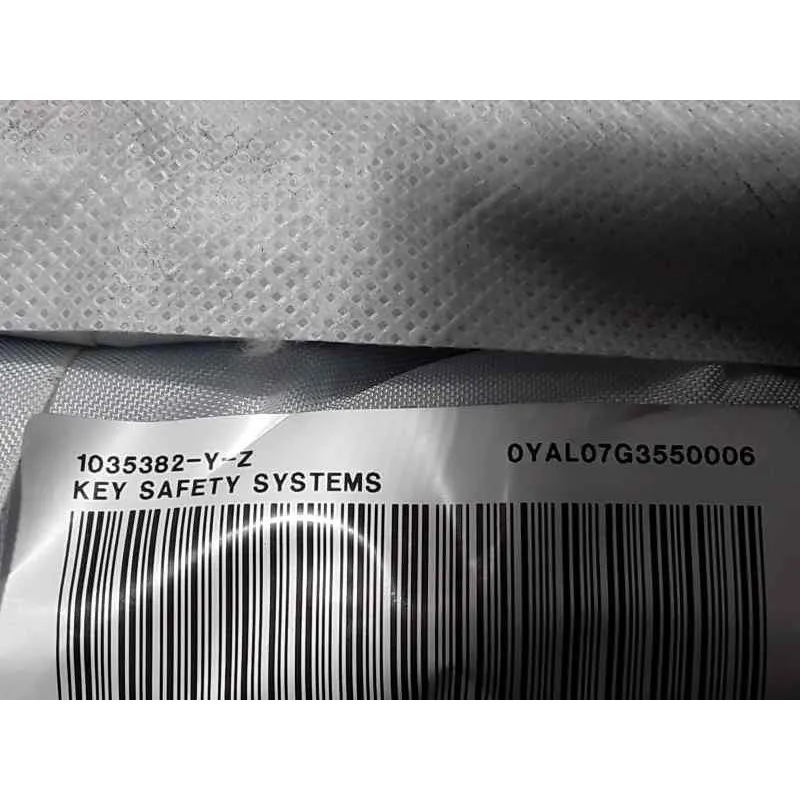 1035382-Y-Z 0YAL07G3550006
KEY SAFETY SYSTEMS